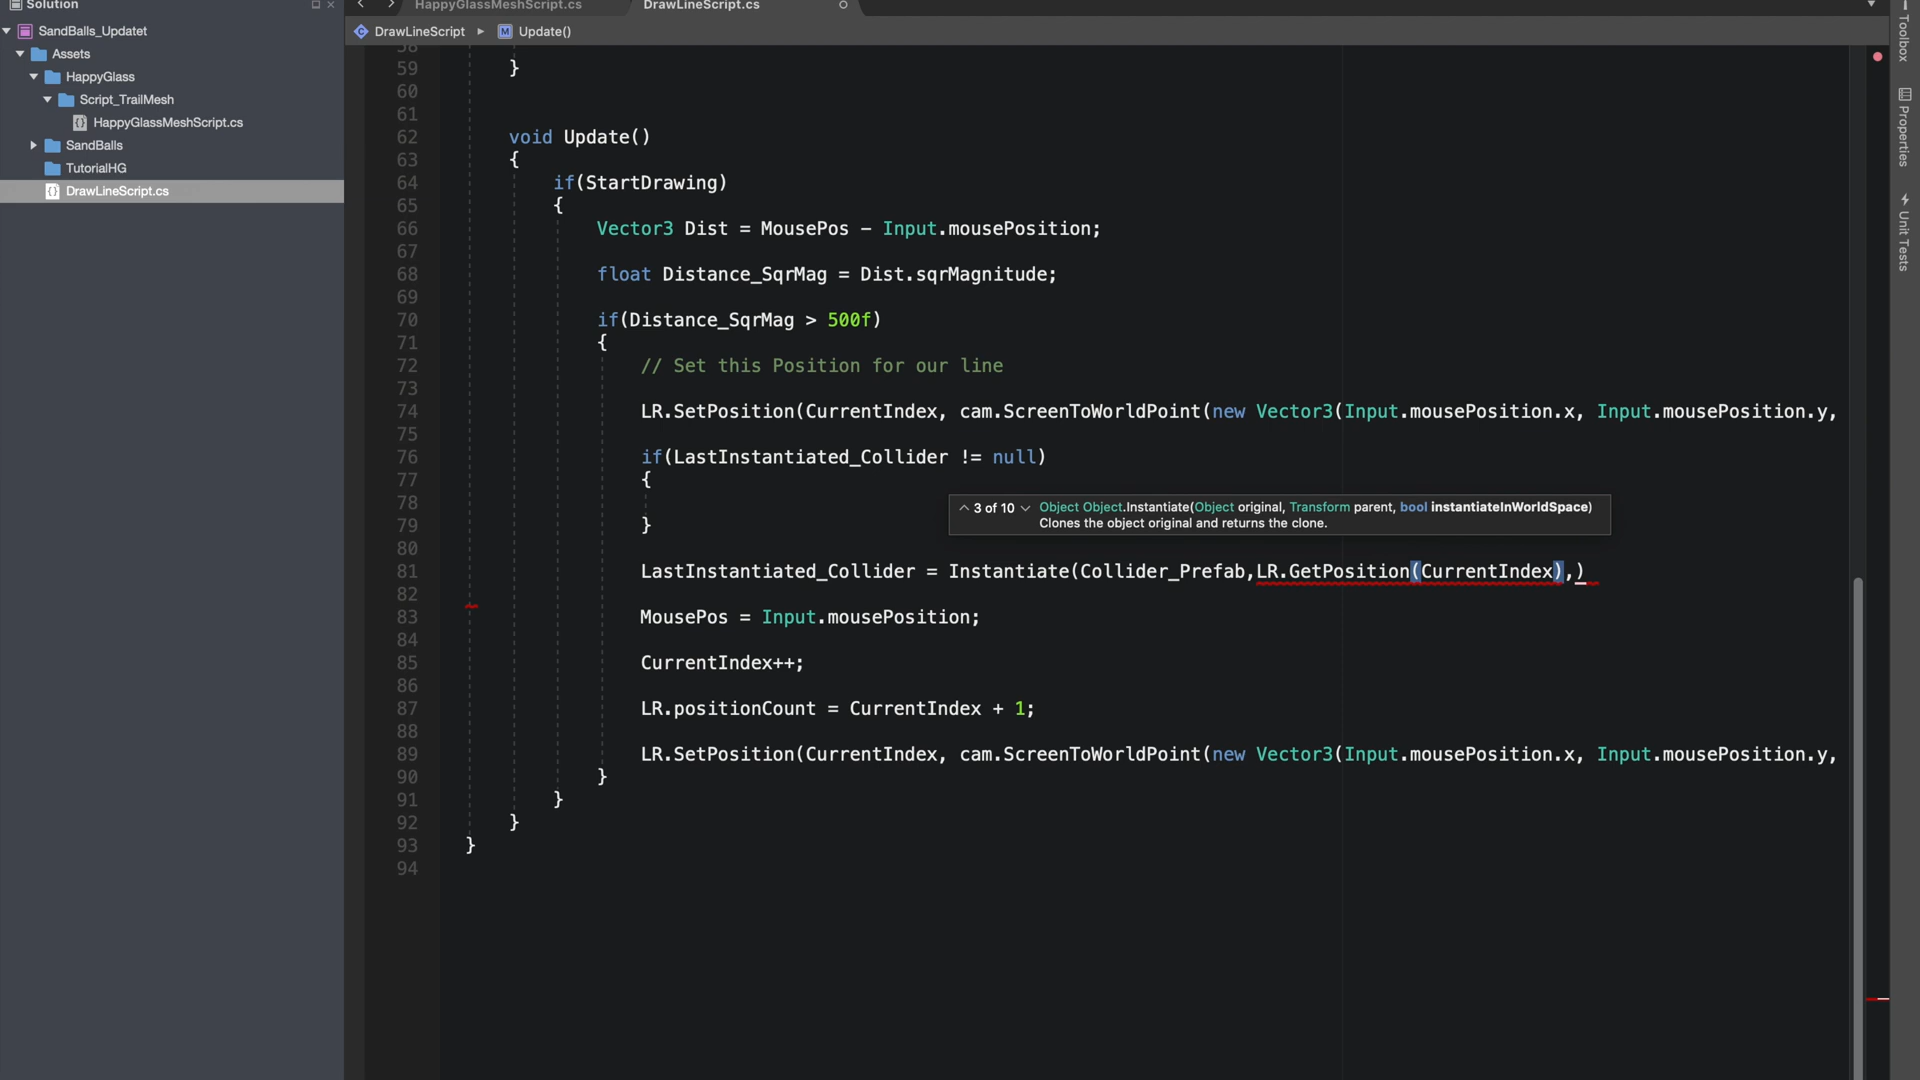 Solution
HappyGlassMeshScript.cs
DrawLineScript.cs
SandBalls_Updatet
DrawLineScript
M Update()
Assets
HappyGlass
Script_TrailMesh
HappyGlassMeshScript.cs
SandBalls
TutorialHG
DrawLineScript.cs
58
59 }
60
61
62 void Update()
63 {
64 if(StartDrawing)
65 {
66 Vector3 Dist = MousePos - Input.mousePosition;
67
68 float Distance_SqrMag = Dist.sqrMagnitude;
69
70 if(Distance_SqrMag > 500f)
71 {
72 // Set this Position for our line
73
74 LR.SetPosition(CurrentIndex, cam.ScreenToWorldPoint(new Vector3(Input.mousePosition.x, Input.mousePosition.y,
75
76 if(LastInstantiated_Collider != null)
77 {
78
79 }
80
81 LastInstantiated_Collider = Instantiate(Collider_Prefab,LR.GetPosition(CurrentIndex),)
82
83 MousePos = Input.mousePosition;
84
85 CurrentIndex++;
86
87 LR.positionCount = CurrentIndex + 1;
88
89 LR.SetPosition(CurrentIndex, cam.ScreenToWorldPoint(new Vector3(Input.mousePosition.x, Input.mousePosition.y,
90 }
91 }
92 }
93 }
94
3 of 10 Object Object.Instantiate(Object original, Transform parent, bool instantiateInWorldSpace)
Clones the object original and returns the clone.
Toolbox
Properties
Unit Tests